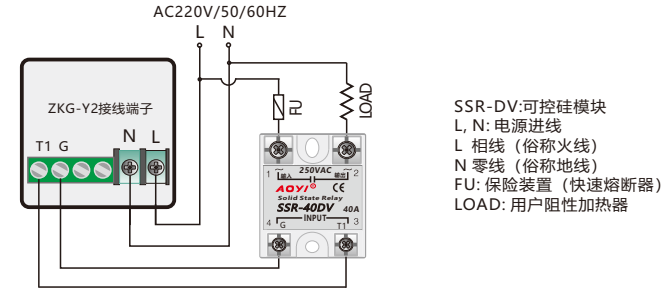 AC220V/50/60HZ
L N
ZKG-Y2接线端子
T1 G N L
FU
LOAD
250VAC
1 输入 输出 2
AOYI® CE
Solid State Relay
SSR-40DV 40A
INPUT
4 G T1 3
SSR-DV:可控硅模块
L, N: 电源进线
L 相线（俗称火线）
N 零线（俗称地线）
FU: 保险装置（快速熔断器）
LOAD: 用户阻性加热器